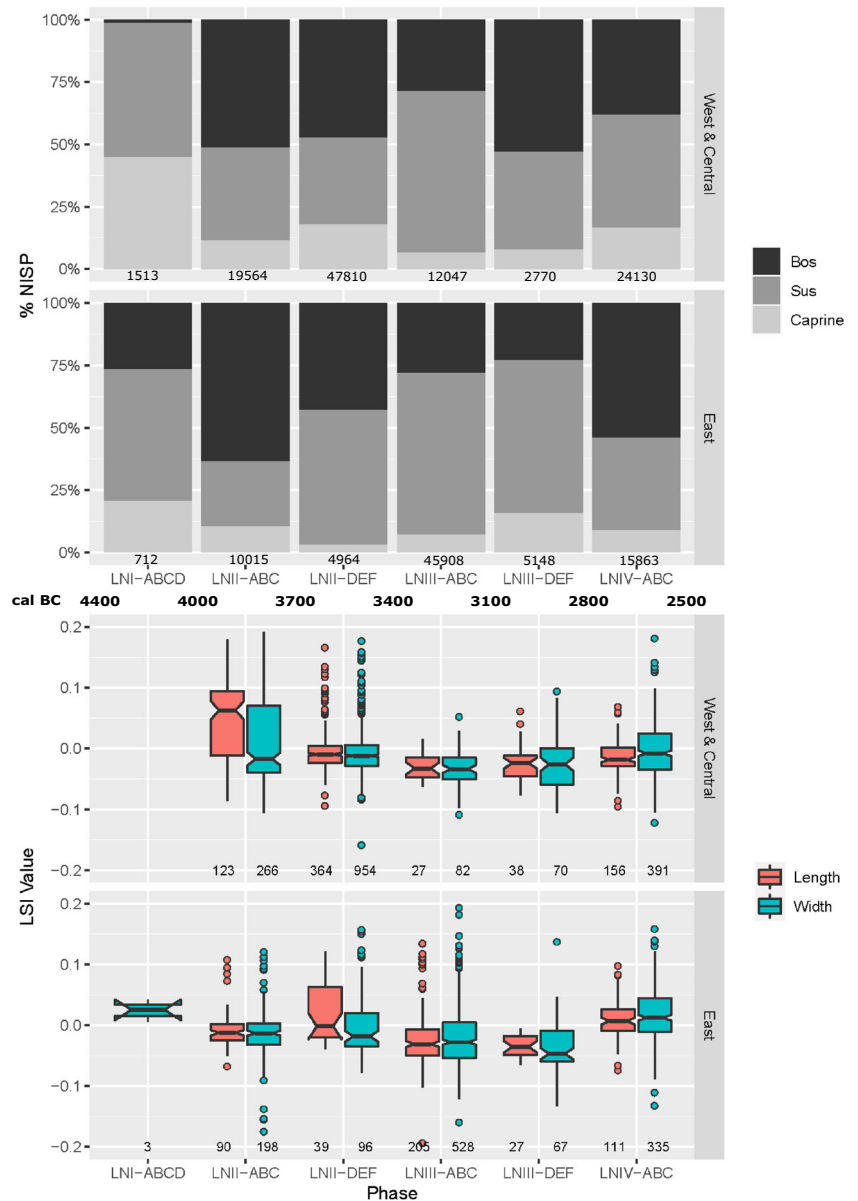 100%
75%
50%
25%
0%
1513 19564 47810 12047 2770 24130
West & Central
% NISP
100%
75%
50%
25%
0%
712 10015 4964 45908 5148 15863
East
Bos
Sus
Caprine
LNI-ABCD LNII-ABC LNII-DEF LNIII-ABC LNIII-DEF LNIV-ABC
cal BC 4400 4000 3700 3400 3100 2800 2500
0.2
0.1
0.0
−0.1
−0.2
123 266 364 954 27 82 38 70 156 391
West & Central
LSI Value
0.2
0.1
0.0
−0.1
−0.2
3 90 198 39 96 205 528 27 67 111 335
East
Length
Width
LNI-ABCD LNII-ABC LNII-DEF LNIII-ABC LNIII-DEF LNIV-ABC
Phase